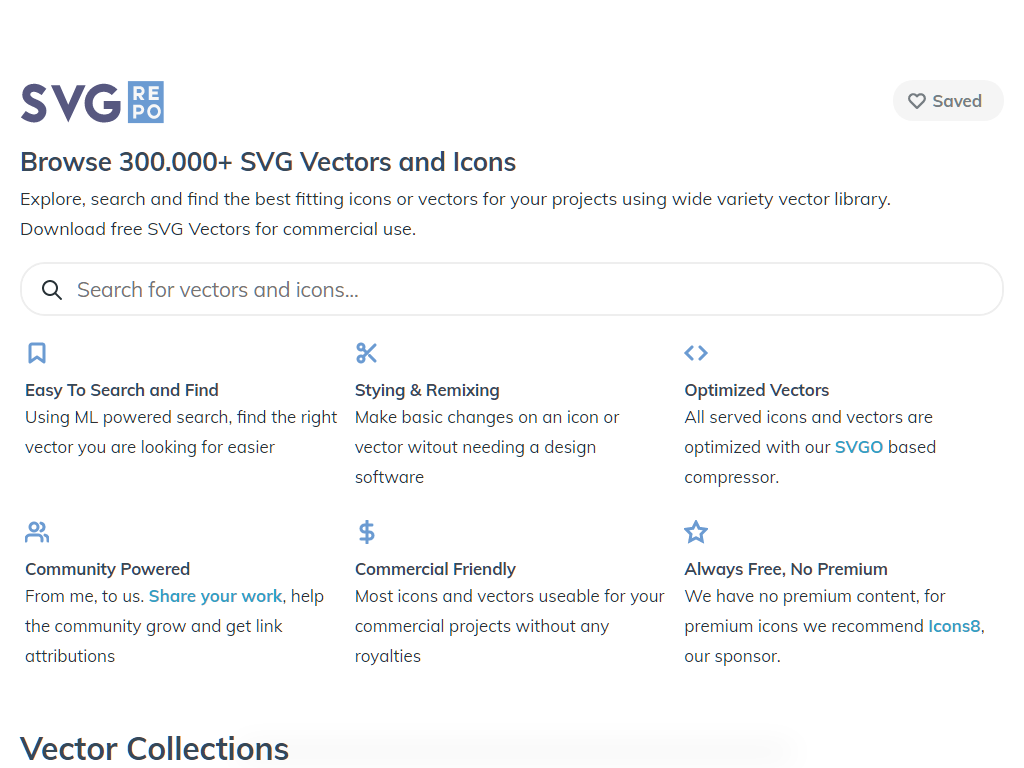 SVG REPO
Saved
Browse 300.000+ SVG Vectors and Icons
Explore, search and find the best fitting icons or vectors for your projects using wide variety vector library.
Download free SVG Vectors for commercial use.
Search for vectors and icons...
Easy To Search and Find
Using ML powered search, find the right
vector you are looking for easier
Stying & Remixing
Make basic changes on an icon or
vector witout needing a design
software
Optimized Vectors
All served icons and vectors are
optimized with our SVGO based
compressor.
Community Powered
From me, to us. Share your work, help
the community grow and get link
attributions
Commercial Friendly
Most icons and vectors useable for your
commercial projects without any
royalties
Always Free, No Premium
We have no premium content, for
premium icons we recommend Icons8,
our sponsor.
Vector Collections